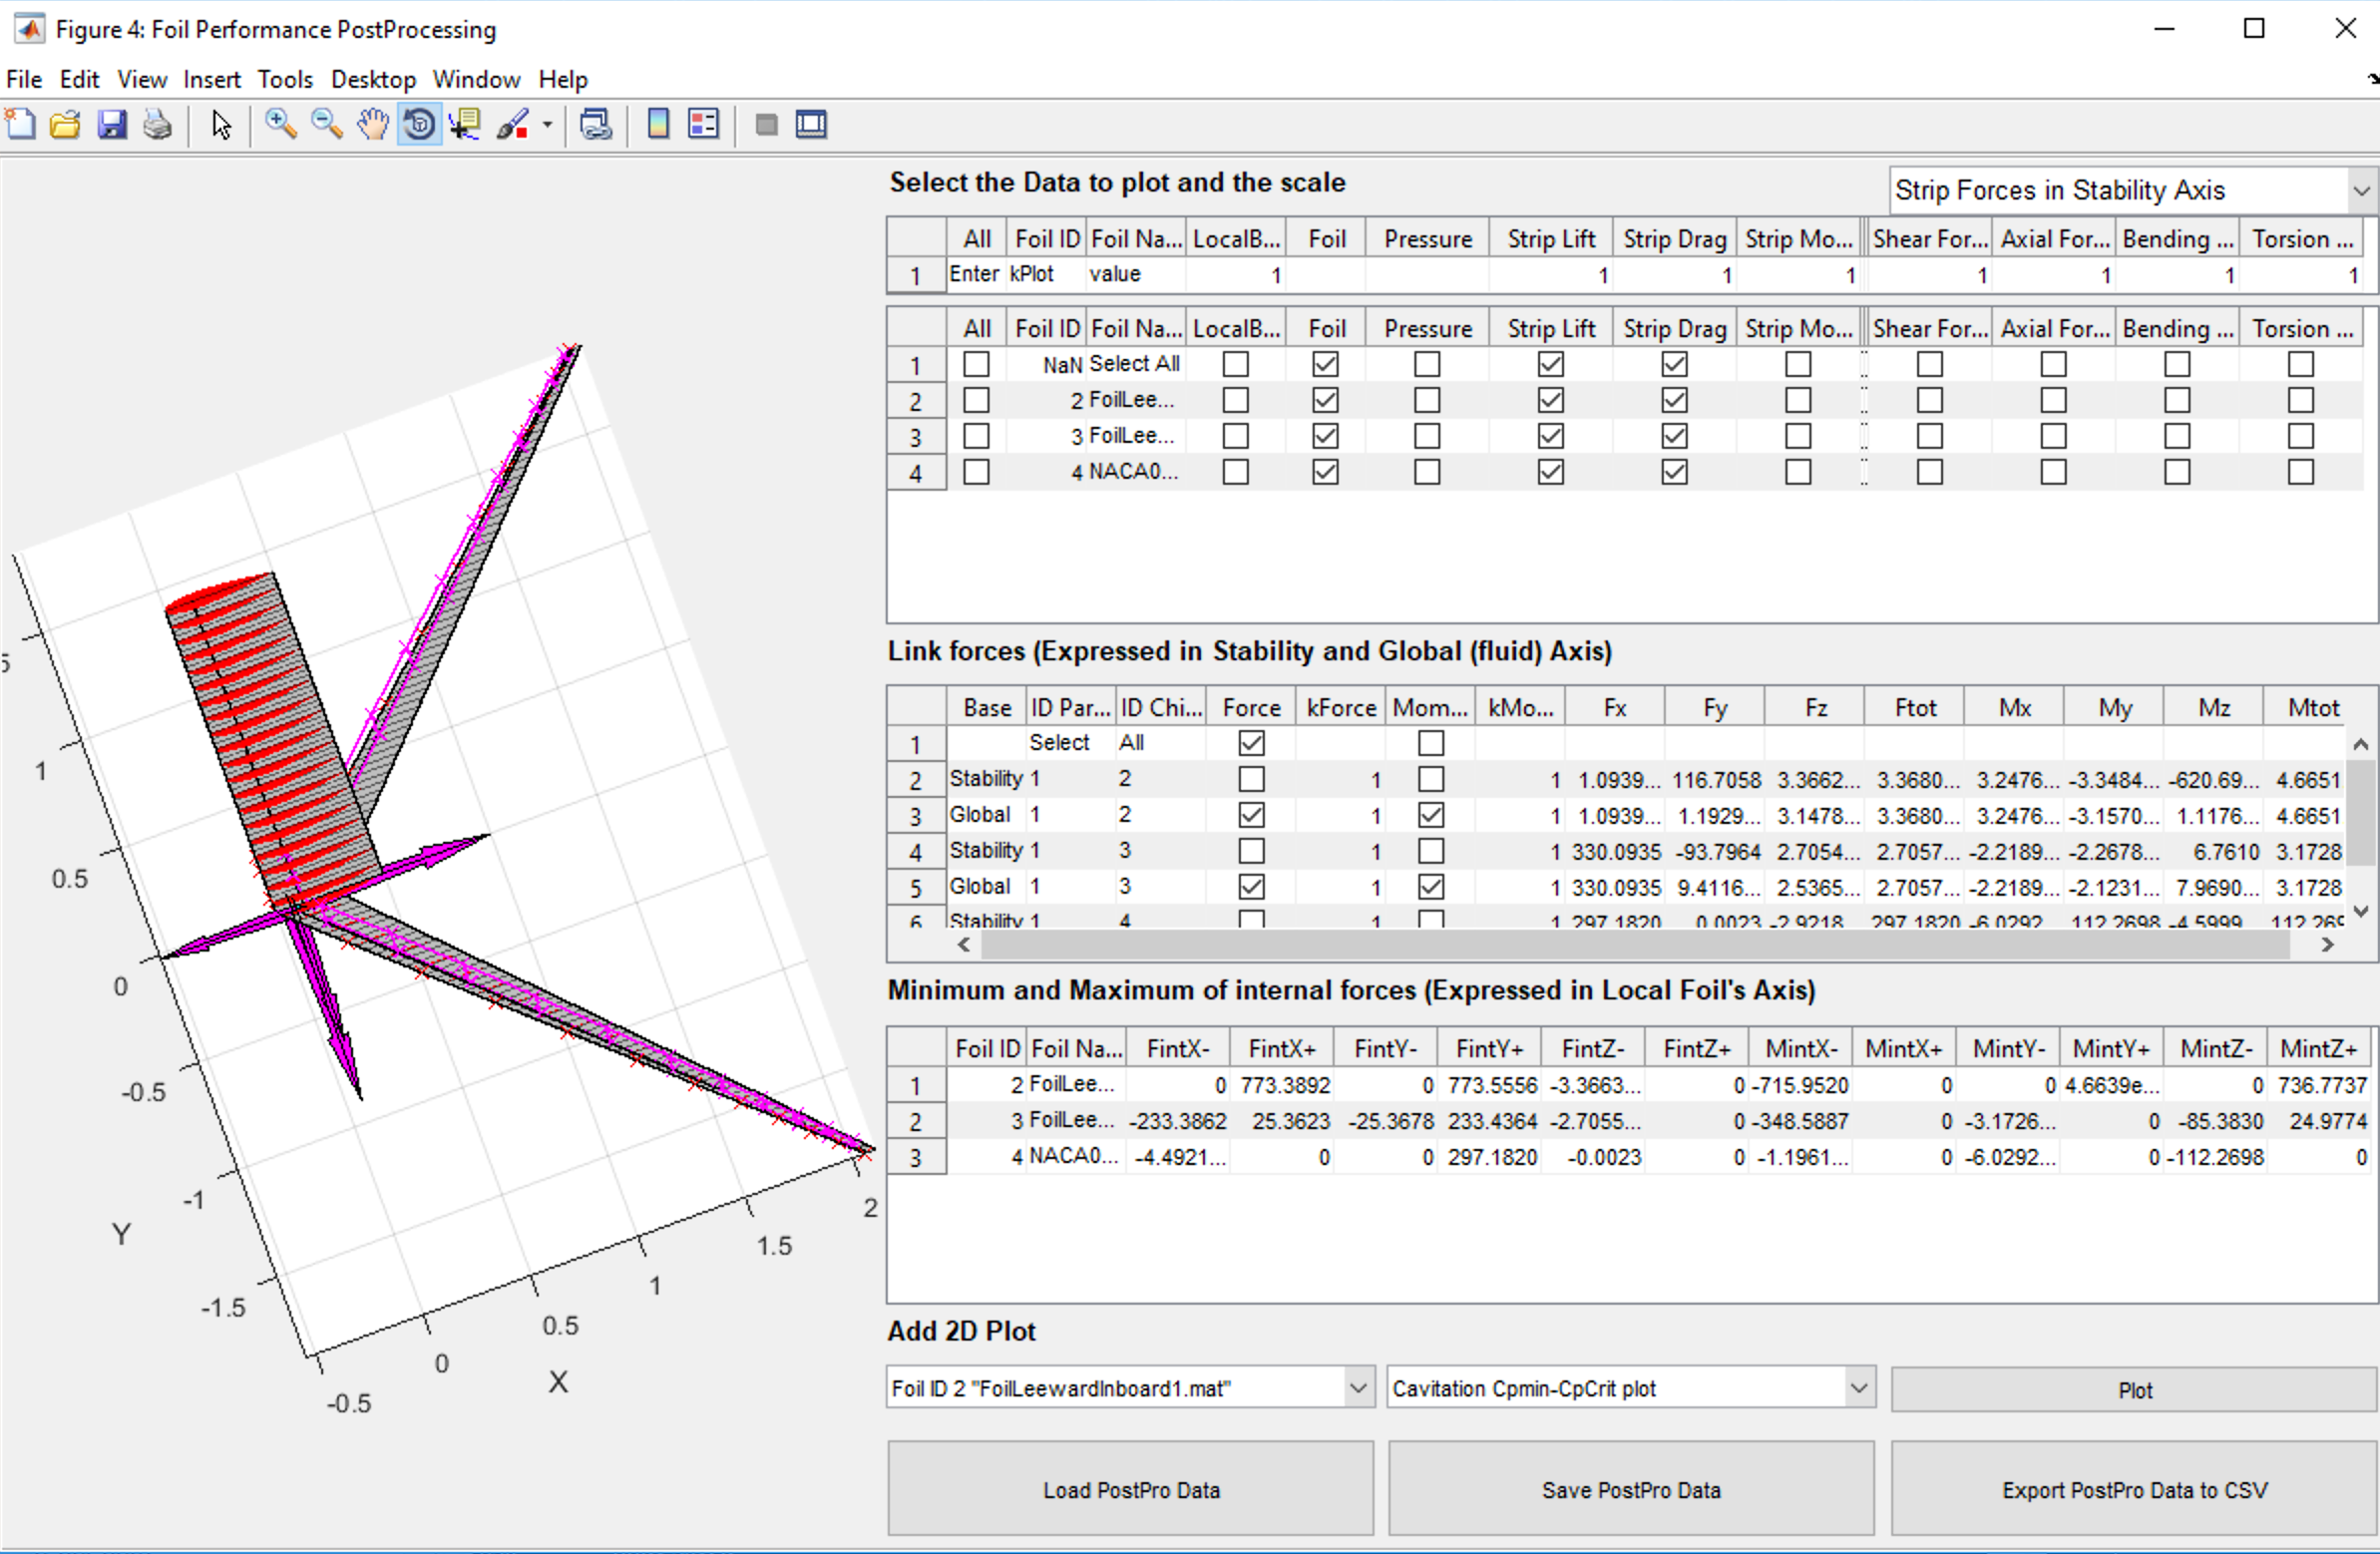 Figure 4: Foil Performance PostProcessing
File Edit View Insert Tools Desktop Window Help
Select the Data to plot and the scale
Strip Forces in Stability Axis
All Foil ID Foil Na... LocalB... Foil Pressure Strip Lift Strip Drag Strip Mo... Shear For... Axial For... Bending ... Torsion ...
1 Enter kPlot value 1 1 1 1 1 1 1 1
All Foil ID Foil Na... LocalB... Foil Pressure Strip Lift Strip Drag Strip Mo... Shear For... Axial For... Bending ... Torsion ...
1 NaN Select All
2 2 FoilLee...
3 3 FoilLee...
4 4 NACA0...
Link forces (Expressed in Stability and Global (fluid) Axis)
Base ID Par... ID Chi... Force kForce Mom... kMo... Fx Fy Fz Ftot Mx My Mz Mtot
1 Select All
2 Stability 1 2 1 1 1.0939... 116.7058 3.3662... 3.3680... 3.2476... -3.3484... -620.69... 4.6651
3 Global 1 2 1 1 1.0939... 1.1929... 3.1478... 3.3680... 3.2476... -3.1570... 1.1176... 4.6651
4 Stability 1 3 1 1 330.0935 -93.7964 2.7054... 2.7057... -2.2189... -2.2678... 6.7610 3.1728
5 Global 1 3 1 1 330.0935 9.4116... 2.5365... 2.7057... -2.2189... -2.1231... 7.9690... 3.1728
6 Stability 1 4 1 1 297.1820 0.0023 -2.9218 297.1820 -6.0292 112.2698 -4.5999
Minimum and Maximum of internal forces (Expressed in Local Foil's Axis)
Foil ID Foil Na... FintX- FintX+ FintY- FintY+ FintZ- FintZ+ MintX- MintX+ MintY- MintY+ MintZ- MintZ+
1 2 FoilLee... 0 773.3892 0 773.5556 -3.3663... 0 -715.9520 0 0 4.6639e... 0 736.7737
2 3 FoilLee... -233.3862 25.3623 -25.3678 233.4364 -2.7055... 0 -348.5887 0 -3.1726... 0 -85.3830 24.9774
3 4 NACA0... -4.4921... 0 0 297.1820 -0.0023 0 -1.1961... 0 -6.0292... 0 -112.2698 0
Add 2D Plot
Foil ID 2 "FoilLeewardInboard1.mat"
Cavitation Cpmin-CpCrit plot
Plot
Load PostPro Data
Save PostPro Data
Export PostPro Data to CSV
5
1
0.5
0
-0.5
-1
-1.5
Y
-0.5
0
0.5
1
1.5
2
X